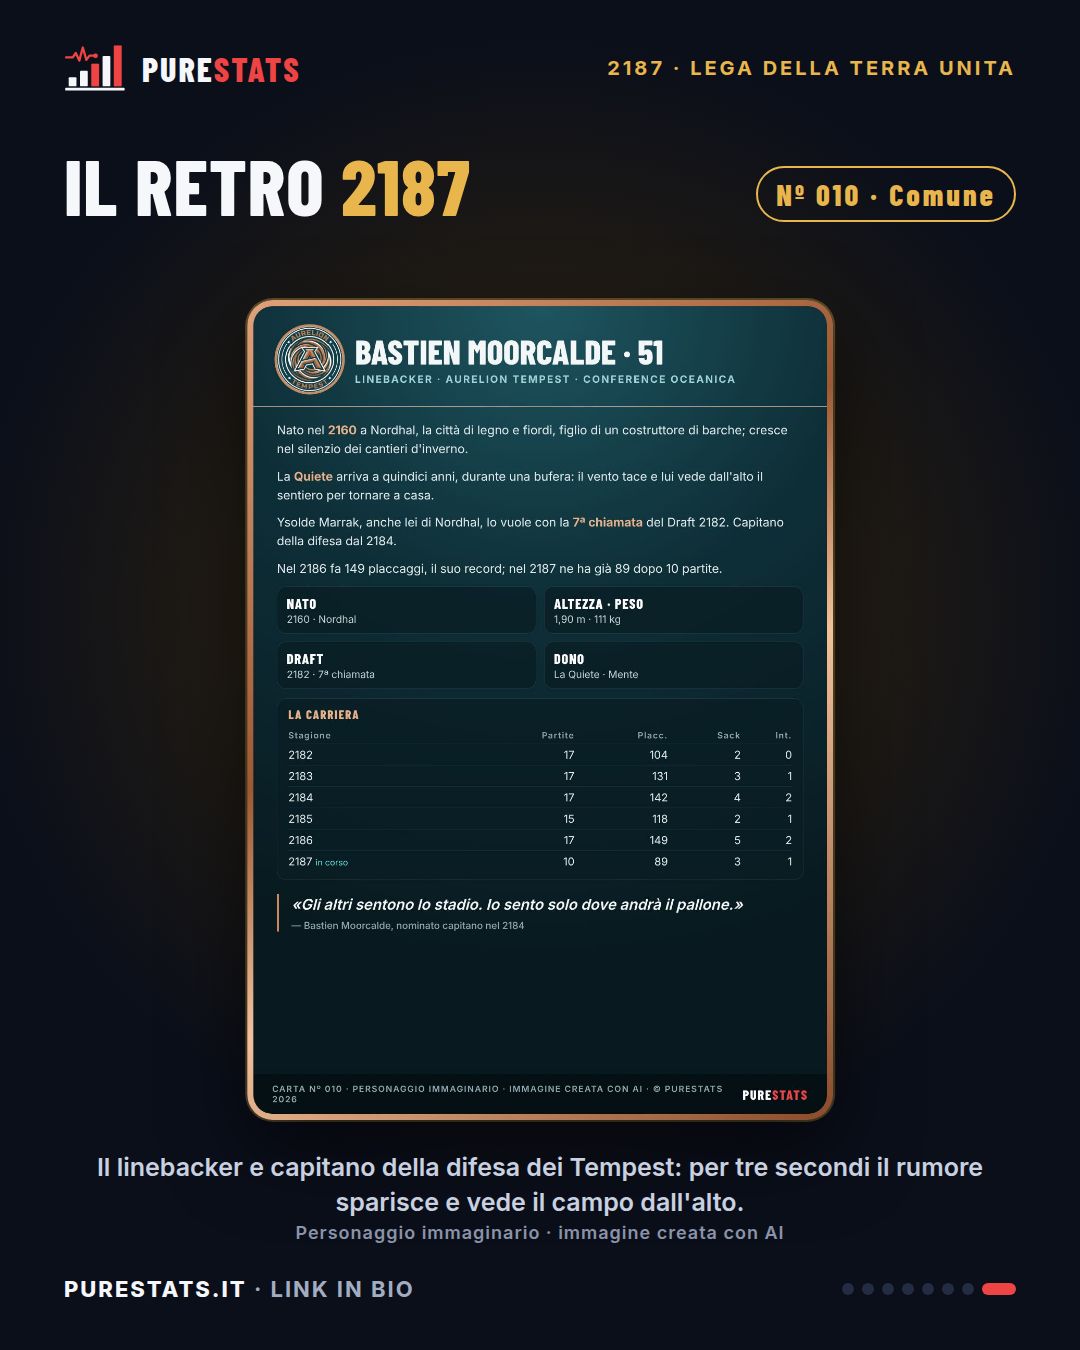 PURESTATS
2187 · LEGA DELLA TERRA UNITA
IL RETRO 2187
Nº 010 · Comune
AURELION
A
TEMPEST
BASTIEN MOORCALDE · 51
LINEBACKER · AURELION TEMPEST · CONFERENCE OCEANICA
Nato nel 2160 a Nordhal, la città di legno e fiordi, figlio di un costruttore di barche; cresce
nel silenzio dei cantieri d'inverno.
La Quiete arriva a quindici anni, durante una bufera: il vento tace e lui vede dall'alto il
sentiero per tornare a casa.
Ysolde Marrak, anche lei di Nordhal, lo vuole con la 7ª chiamata del Draft 2182. Capitano
della difesa dal 2184.
Nel 2186 fa 149 placcaggi, il suo record; nel 2187 ne ha già 89 dopo 10 partite.
NATO
2160 · Nordhal
ALTEZZA · PESO
1,90 m · 111 kg
DRAFT
2182 · 7ª chiamata
DONO
La Quiete · Mente
LA CARRIERA
Stagione Partite Placc. Sack Int.
2182 17 104 2 0
2183 17 131 3 1
2184 17 142 4 2
2185 15 118 2 1
2186 17 149 5 2
2187 in corso 10 89 3 1
«Gli altri sentono lo stadio. Io sento solo dove andrà il pallone.»
— Bastien Moorcalde, nominato capitano nel 2184
CARTA Nº 010 · PERSONAGGIO IMMAGINARIO · IMMAGINE CREATA CON AI · © PURESTATS
2026
PURESTATS
Il linebacker e capitano della difesa dei Tempest: per tre secondi il rumore
sparisce e vede il campo dall'alto.
Personaggio immaginario · immagine creata con AI
PURESTATS.IT · LINK IN BIO